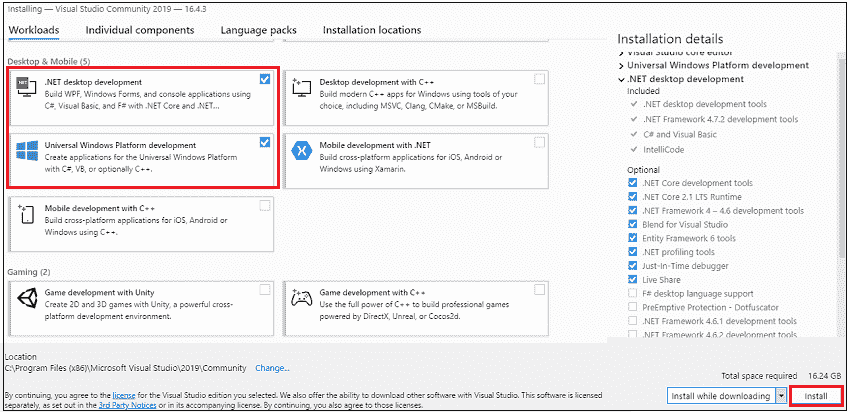 Installing — Visual Studio Community 2019 — 16.4.3
Workloads
Individual components
Language packs
Installation locations
Desktop & Mobile (5)
.NET
.NET desktop development
Build WPF, Windows Forms, and console applications using
C#, Visual Basic, and F# with .NET Core and .NET...
Desktop development with C++
Build modern C++ apps for Windows using tools of your
choice, including MSVC, Clang, CMake, or MSBuild.
Universal Windows Platform development
Create applications for the Universal Windows Platform
with C#, VB, or optionally C++.
Mobile development with .NET
Build cross-platform applications for iOS, Android or
Windows using Xamarin.
Mobile development with C++
Build cross-platform applications for iOS, Android or
Windows using C++.
Gaming (2)
Game development with Unity
Create 2D and 3D games with Unity, a powerful cross-
platform development environment.
Game development with C++
Use the full power of C++ to build professional games
powered by DirectX, Unreal, or Cocos2d.
Installation details
Visual Studio core editor
Universal Windows Platform development
.NET desktop development
Included
.NET desktop development tools
.NET Framework 4.7.2 development tools
C# and Visual Basic
IntelliCode
Optional
.NET Core development tools
.NET Core 2.1 LTS Runtime
.NET Framework 4 – 4.6 development tools
Blend for Visual Studio
Entity Framework 6 tools
.NET profiling tools
Just-In-Time debugger
Live Share
F# desktop language support
PreEmptive Protection - Dotfuscator
.NET Framework 4.6.1 development tools
.NET Framework 4.6.2 development tools
Location
C:\Program Files (x86)\Microsoft Visual Studio\2019\Community Change...
Total space required 16.24 GB
By continuing, you agree to the license for the Visual Studio edition you selected. We also offer the ability to download other software with Visual Studio. This software is licensed
separately, as set out in the 3rd Party Notices or in its accompanying license. By continuing, you also agree to those licenses.
Install while downloading
Install